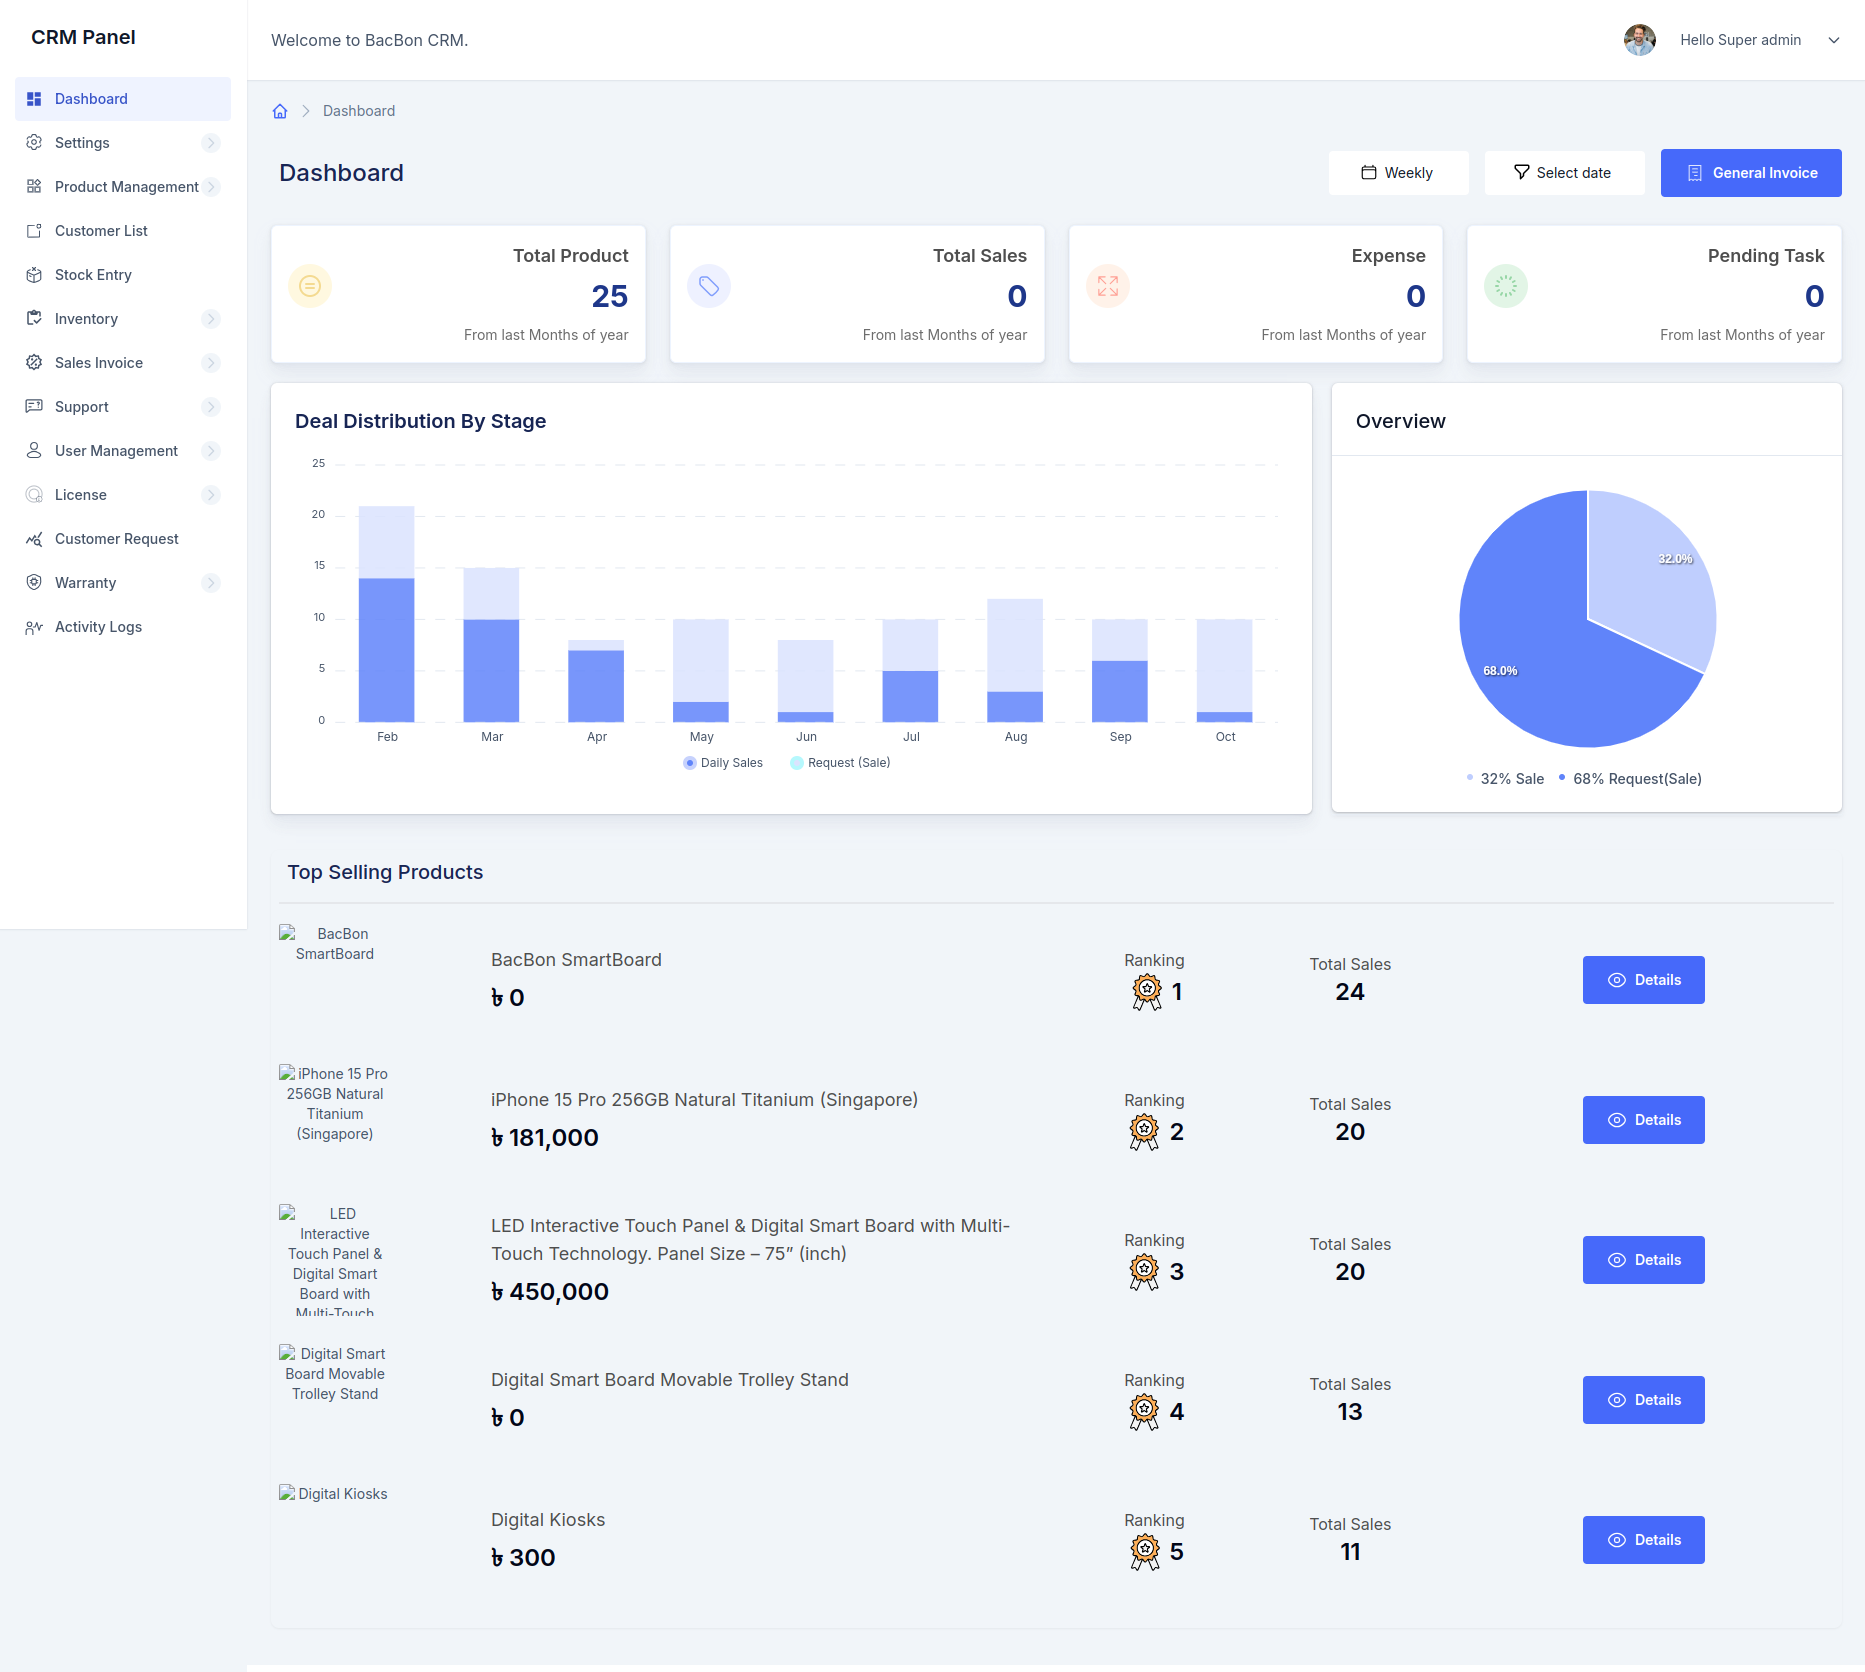 CRM Panel
Welcome to BacBon CRM.
Hello Super admin
Dashboard
Settings
Product Management
Customer List
Stock Entry
Inventory
Sales Invoice
Support
User Management
License
Customer Request
Warranty
Activity Logs
Dashboard
Dashboard
Weekly
Select date
General Invoice
Total Product
25
From last Months of year
Total Sales
0
From last Months of year
Expense
0
From last Months of year
Pending Task
0
From last Months of year
Deal Distribution By Stage
25
20
15
10
5
0
Feb Mar Apr May Jun Jul Aug Sep Oct
Daily Sales Request (Sale)
Overview
32.0%
68.0%
32% Sale 68% Request(Sale)
Top Selling Products
BacBon
SmartBoard
BacBon SmartBoard
৳ 0
Ranking
1
Total Sales
24
Details
iPhone 15 Pro
256GB Natural
Titanium
(Singapore)
iPhone 15 Pro 256GB Natural Titanium (Singapore)
৳ 181,000
Ranking
2
Total Sales
20
Details
LED
Interactive
Touch Panel &
Digital Smart
Board with
Multi-Touch
LED Interactive Touch Panel & Digital Smart Board with Multi-
Touch Technology. Panel Size – 75” (inch)
৳ 450,000
Ranking
3
Total Sales
20
Details
Digital Smart
Board Movable
Trolley Stand
Digital Smart Board Movable Trolley Stand
৳ 0
Ranking
4
Total Sales
13
Details
Digital Kiosks
Digital Kiosks
৳ 300
Ranking
5
Total Sales
11
Details